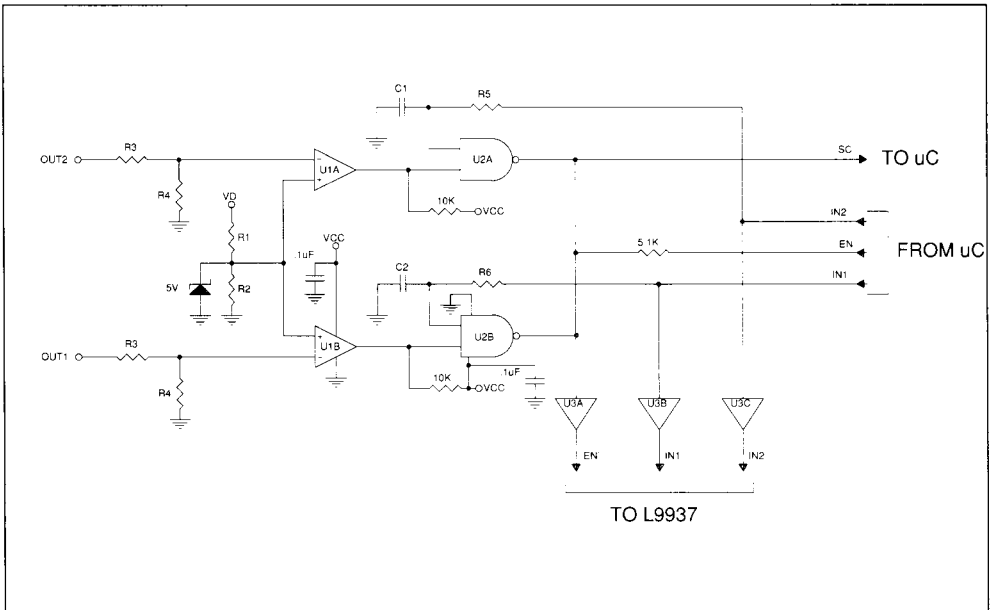 C1
R5
OUT2
R3
U1A
U2A
SC
TO uC
R4
VD
10K
VCC
IN2
R1
VCC
EN
FROM uC
5.1K
.1uF
C2
R6
IN1
5V
R2
U2B
U1B
OUT1
R3
10K
VCC
.1uF
R4
U3A
U3B
U3C
EN
IN1
IN2
TO L9937